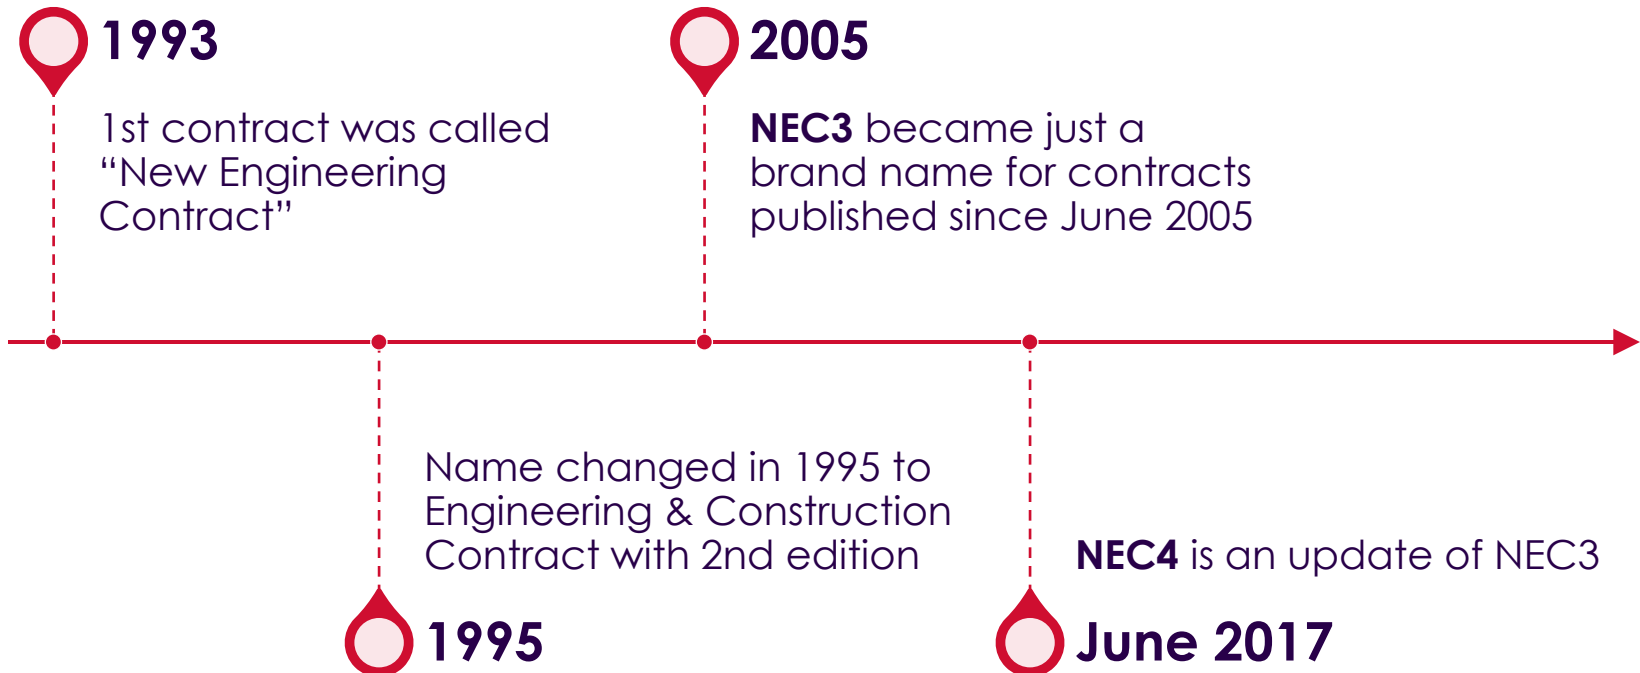 1993
1st contract was called
“New Engineering
Contract”
2005
NEC3 became just a
brand name for contracts
published since June 2005
Name changed in 1995 to
Engineering & Construction
Contract with 2nd edition
1995
NEC4 is an update of NEC3
June 2017